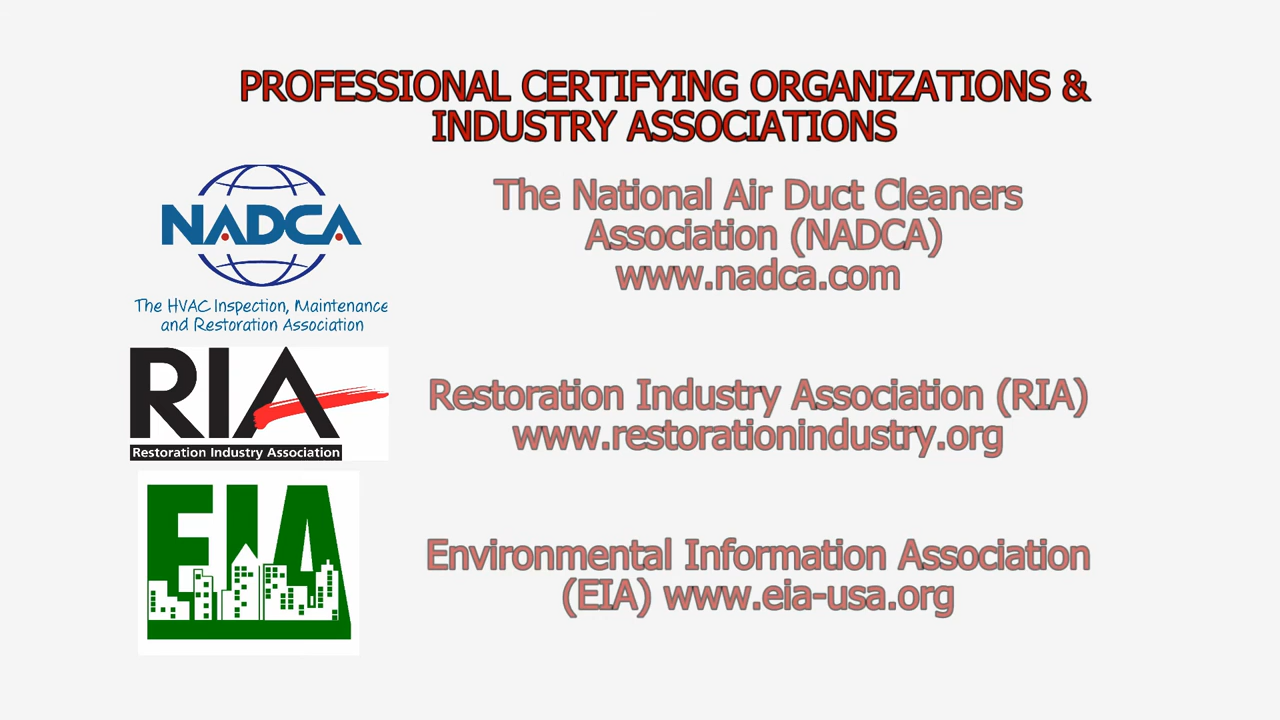 PROFESSIONAL CERTIFYING ORGANIZATIONS &
INDUSTRY ASSOCIATIONS
NADCA
The HVAC Inspection, Maintenance
and Restoration Association
The National Air Duct Cleaners
Association (NADCA)
www.nadca.com
RIA
Restoration Industry Association
Restoration Industry Association (RIA)
www.restorationindustry.org
EIA
Environmental Information Association
(EIA) www.eia-usa.org